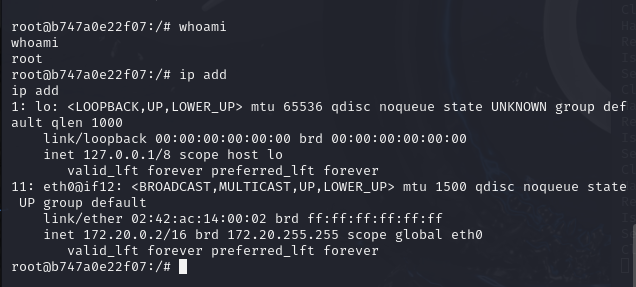 root@b747a0e22f07:/# whoami
whoami
root
root@b747a0e22f07:/# ip add
ip add
1: lo: <LOOPBACK,UP,LOWER_UP> mtu 65536 qdisc noqueue state UNKNOWN group def
ault qlen 1000
    link/loopback 00:00:00:00:00:00 brd 00:00:00:00:00:00
    inet 127.0.0.1/8 scope host lo
       valid_lft forever preferred_lft forever
11: eth0@if12: <BROADCAST,MULTICAST,UP,LOWER_UP> mtu 1500 qdisc noqueue state
 UP group default
    link/ether 02:42:ac:14:00:02 brd ff:ff:ff:ff:ff:ff
    inet 172.20.0.2/16 brd 172.20.255.255 scope global eth0
       valid_lft forever preferred_lft forever
root@b747a0e22f07:/#